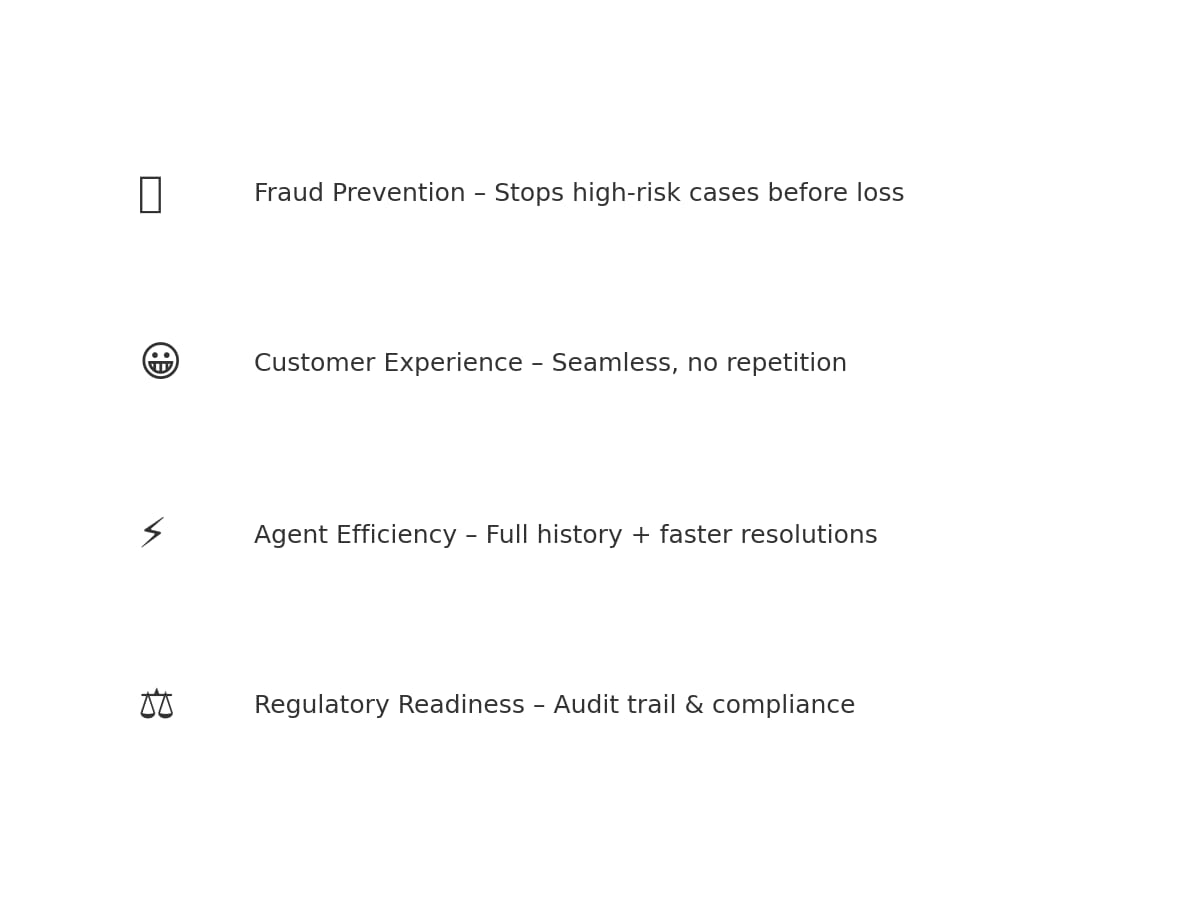 Fraud Prevention – Stops high-risk cases before loss
😀 Customer Experience – Seamless, no repetition
⚡ Agent Efficiency – Full history + faster resolutions
⚖ Regulatory Readiness – Audit trail & compliance